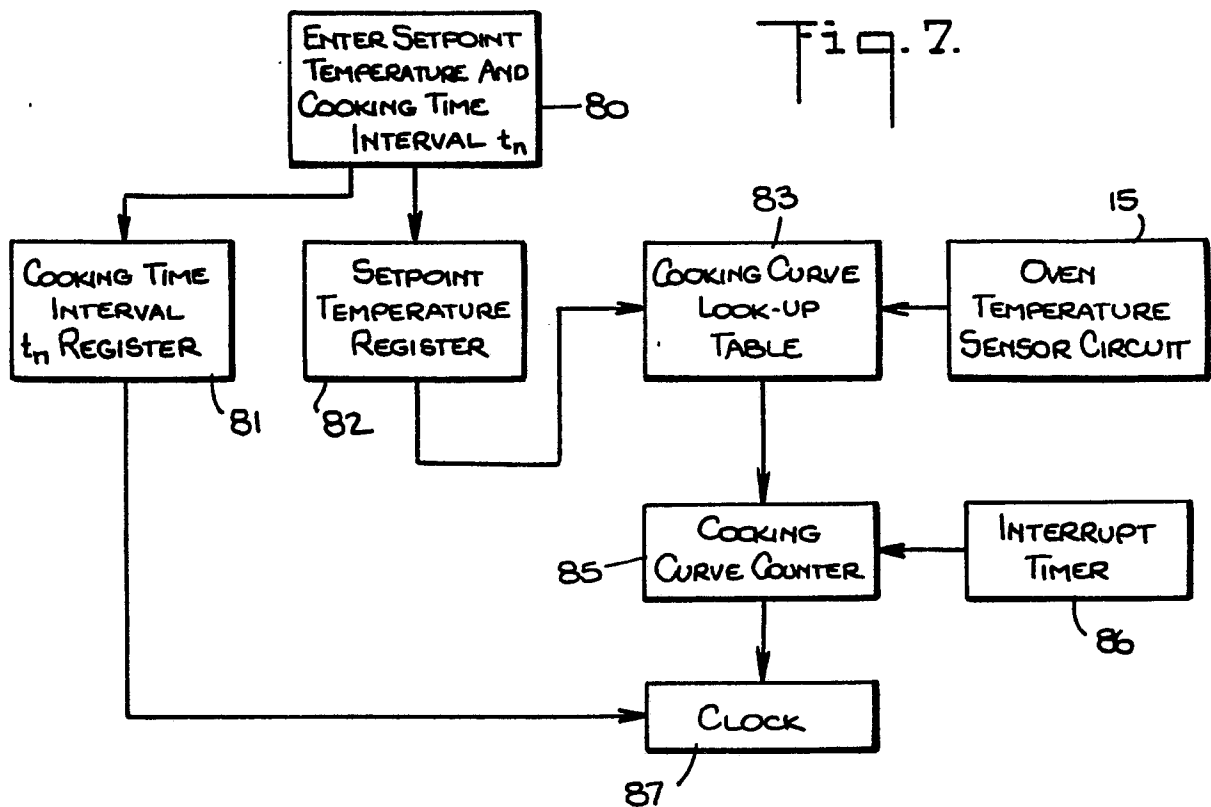 Fig. 7.
ENTER SETPOINT
TEMPERATURE AND
COOKING TIME
INTERVAL tn
80
COOKING TIME
INTERVAL
tn REGISTER
81
SETPOINT
TEMPERATURE
REGISTER
82
83
COOKING CURVE
LOOK-UP
TABLE
15
OVEN
TEMPERATURE
SENSOR CIRCUIT
COOKING
CURVE COUNTER
85
INTERRUPT
TIMER
86
CLOCK
87